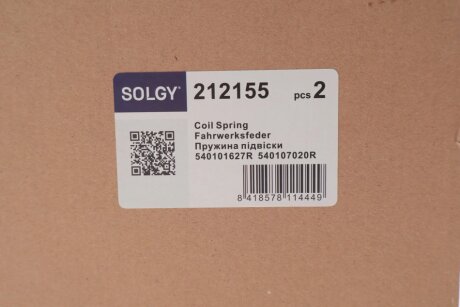 SOLGY 212155 pcs 2
Coil Spring
Fahrwerksfeder
Пружина підвіски
540101627R 540107020R
8 418578 114449